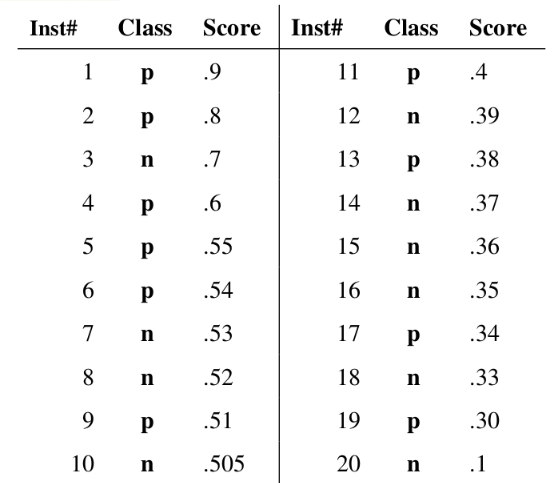 Inst# Class Score Inst# Class Score
1 p .9 11 p .4
2 p .8 12 n .39
3 n .7 13 p .38
4 p .6 14 n .37
5 p .55 15 n .36
6 p .54 16 n .35
7 n .53 17 p .34
8 n .52 18 n .33
9 p .51 19 p .30
10 n .505 20 n .1